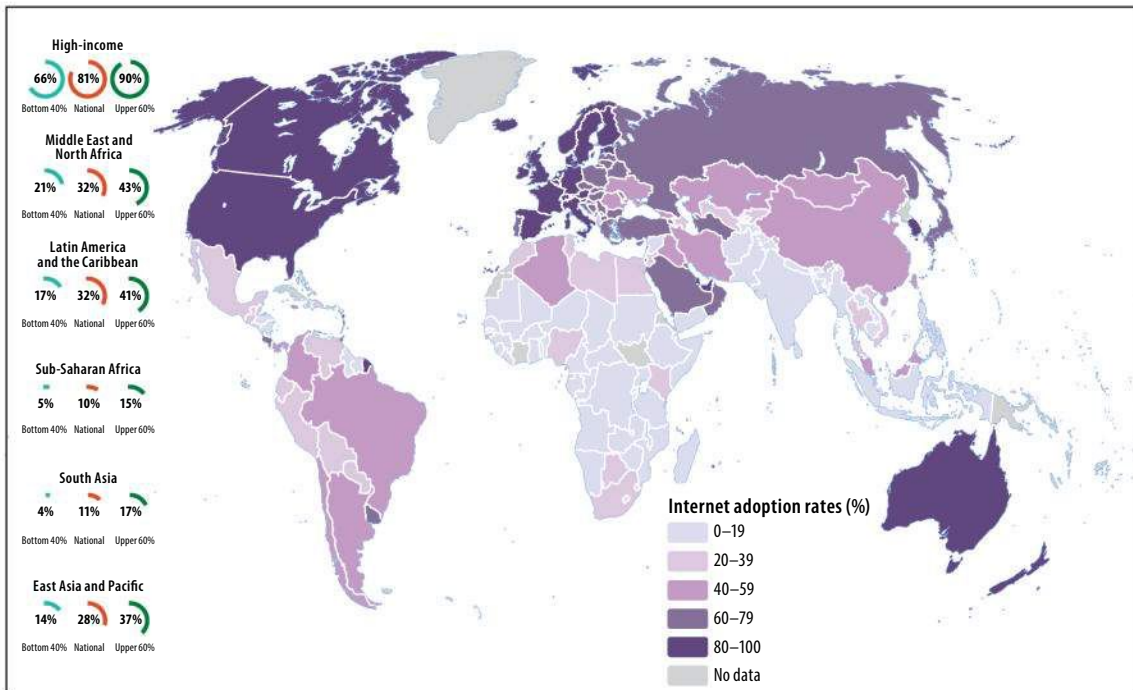 High-income
66% 81% 90%
Bottom 40% National Upper 60%
Middle East and
North Africa
21% 32% 43%
Bottom 40% National Upper 60%
Latin America
and the Caribbean
17% 32% 41%
Bottom 40% National Upper 60%
Sub-Saharan Africa
5% 10% 15%
Bottom 40% National Upper 60%
South Asia
4% 11% 17%
Bottom 40% National Upper 60%
East Asia and Pacific
14% 28% 37%
Bottom 40% National Upper 60%
Internet adoption rates (%)
0–19
20–39
40–59
60–79
80–100
No data